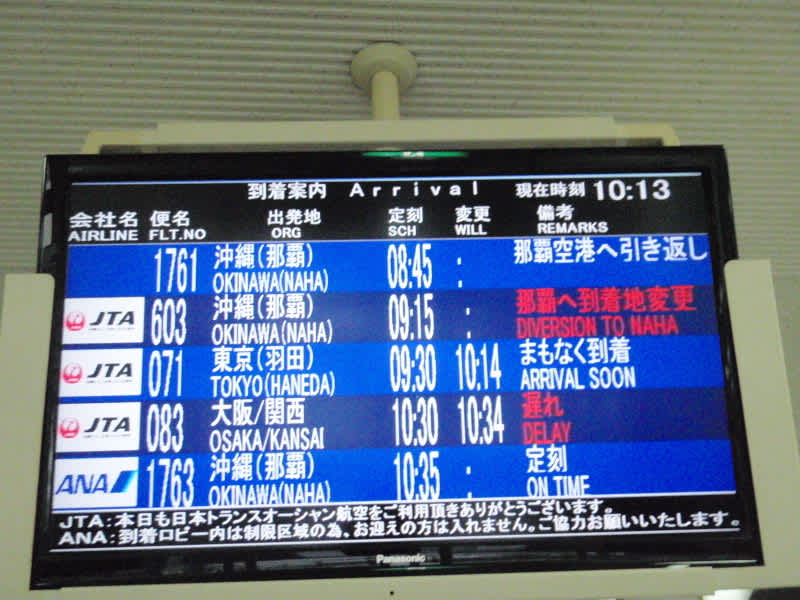 到着案内 Arrival 現在時刻 10:13
会社名 便名 出発地 定刻 変更 備考
AIRLINE FLT.NO ORG SCH WILL REMARKS
1761 沖縄(那覇) 08:45 : 那覇空港へ引き返し
OKINAWA(NAHA)
JTA 603 沖縄(那覇) 09:15 : 那覇へ到着地変更
OKINAWA(NAHA) DIVERSION TO NAHA
JTA 071 東京(羽田) 09:30 10:14 まもなく到着
TOKYO(HANEDA) ARRIVAL SOON
JTA 083 大阪/関西 10:30 10:34 遅れ
OSAKA/KANSAI DELAY
ANA 1763 沖縄(那覇) 10:35 : 定刻
OKINAWA(NAHA) ON TIME
JTA:本日も日本トランスオーシャン航空をご利用頂きありがとうございます。
ANA:到着ロビー内は制限区域の為、お迎えの方は入れません。ご協力お願いいたします。
Panasonic